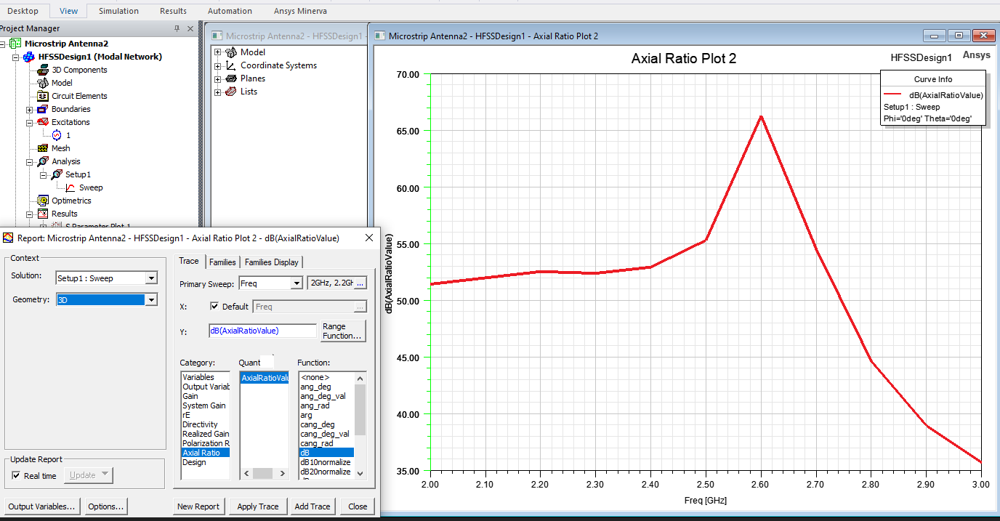 Desktop View Simulation Results Automation Ansys Minerva
Project Manager
Microstrip Antenna2
HFSSDesign1 (Modal Network)
3D Components
Model
Circuit Elements
Boundaries
Excitations
1
Mesh
Analysis
Setup1
Sweep
Optimetrics
Results
S Parameter Plot 1
Microstrip Antenna2 - HFSSDesign1 -
Model
Coordinate Systems
Planes
Lists
Report: Microstrip Antenna2 - HFSSDesign1 - Axial Ratio Plot 2 - dB(AxialRatioValue)
Context
Solution: Setup1 : Sweep
Geometry: 3D
Update Report
Real time Update
Output Variables... Options...
Trace Families Families Display
Primary Sweep: Freq 2GHz, 2.2GH ...
X: Default Freq ...
Y: dB(AxialRatioValue) Range
Function...
Category: Quant Function:
Variables
Output Variab
Gain
System Gain
rE
Directivity
Realized Gain
Polarization R
Axial Ratio
Design
AxialRatioValu
<none>
ang_deg
ang_deg_val
ang_rad
arg
cang_deg
cang_deg_val
cang_rad
dB
dB10normalize
dB20normalize
New Report Apply Trace Add Trace Close
Microstrip Antenna2 - HFSSDesign1 - Axial Ratio Plot 2
Axial Ratio Plot 2
HFSSDesign1 Ansys
Curve Info
dB(AxialRatioValue)
Setup1 : Sweep
Phi='0deg' Theta='0deg'
dB(AxialRatioValue)
70.00
65.00
60.00
55.00
50.00
45.00
40.00
35.00
2.00 2.10 2.20 2.30 2.40 2.50 2.60 2.70 2.80 2.90 3.00
Freq [GHz]